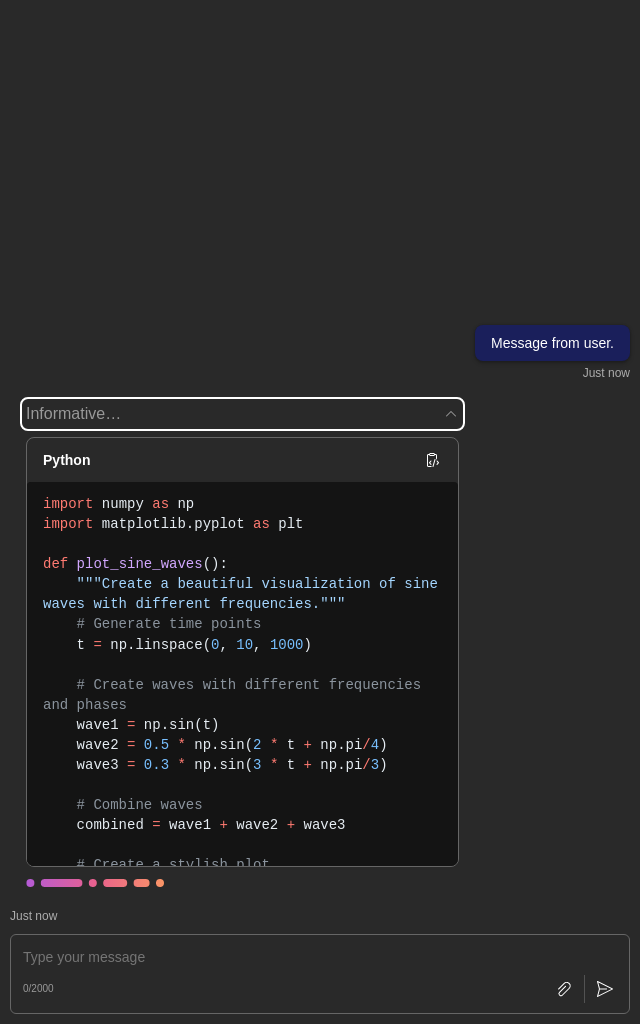 Message from user.
Just now
Informative…
Python
import numpy as np
import matplotlib.pyplot as plt
def plot_sine_waves():
    """Create a beautiful visualization of sine
waves with different frequencies."""
    # Generate time points
    t = np.linspace(0, 10, 1000)
    # Create waves with different frequencies
and phases
    wave1 = np.sin(t)
    wave2 = 0.5 * np.sin(2 * t + np.pi/4)
    wave3 = 0.3 * np.sin(3 * t + np.pi/3)
    # Combine waves
    combined = wave1 + wave2 + wave3
    # Create a stylish plot
Just now
Type your message
0/2000